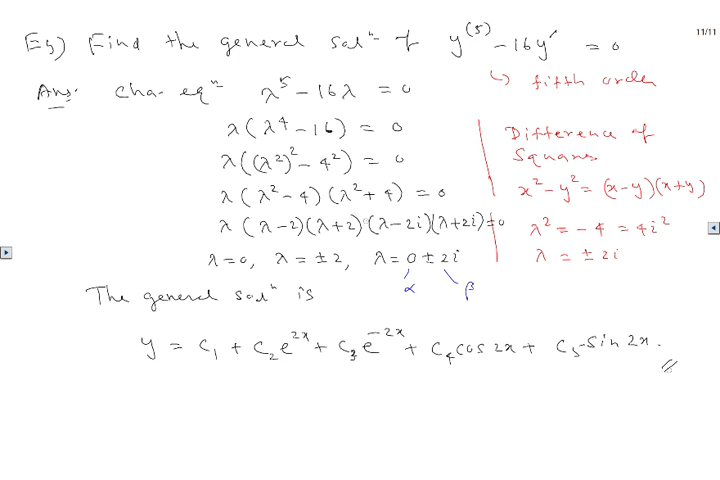 11/11
Eg) Find the general solⁿ of y⁽⁵⁾ − 16y′ = 0
↳ fifth order
Ans. cha. eqⁿ λ⁵ − 16λ = 0
λ(λ⁴ − 16) = 0
λ((λ²)² − 4²) = 0
λ(λ² − 4)(λ² + 4) = 0
λ(λ−2)(λ+2)(λ−2i)(λ+2i) = 0
λ = 0, λ = ±2, λ = 0 ± 2i
α β
Difference of
Squares
x² − y² = (x−y)(x+y)
λ² = −4 = 4i²
λ = ±2i
The general solⁿ is
y = C₁ + C₂e²ˣ + C₃e⁻²ˣ + C₄cos 2x + C₅ sin 2x.